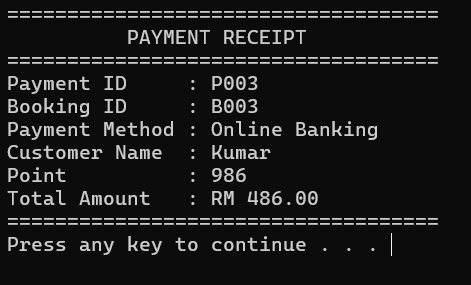 ====================================
PAYMENT RECEIPT
====================================
Payment ID     : P003
Booking ID     : B003
Payment Method : Online Banking
Customer Name  : Kumar
Point          : 986
Total Amount   : RM 486.00
====================================
Press any key to continue . . .